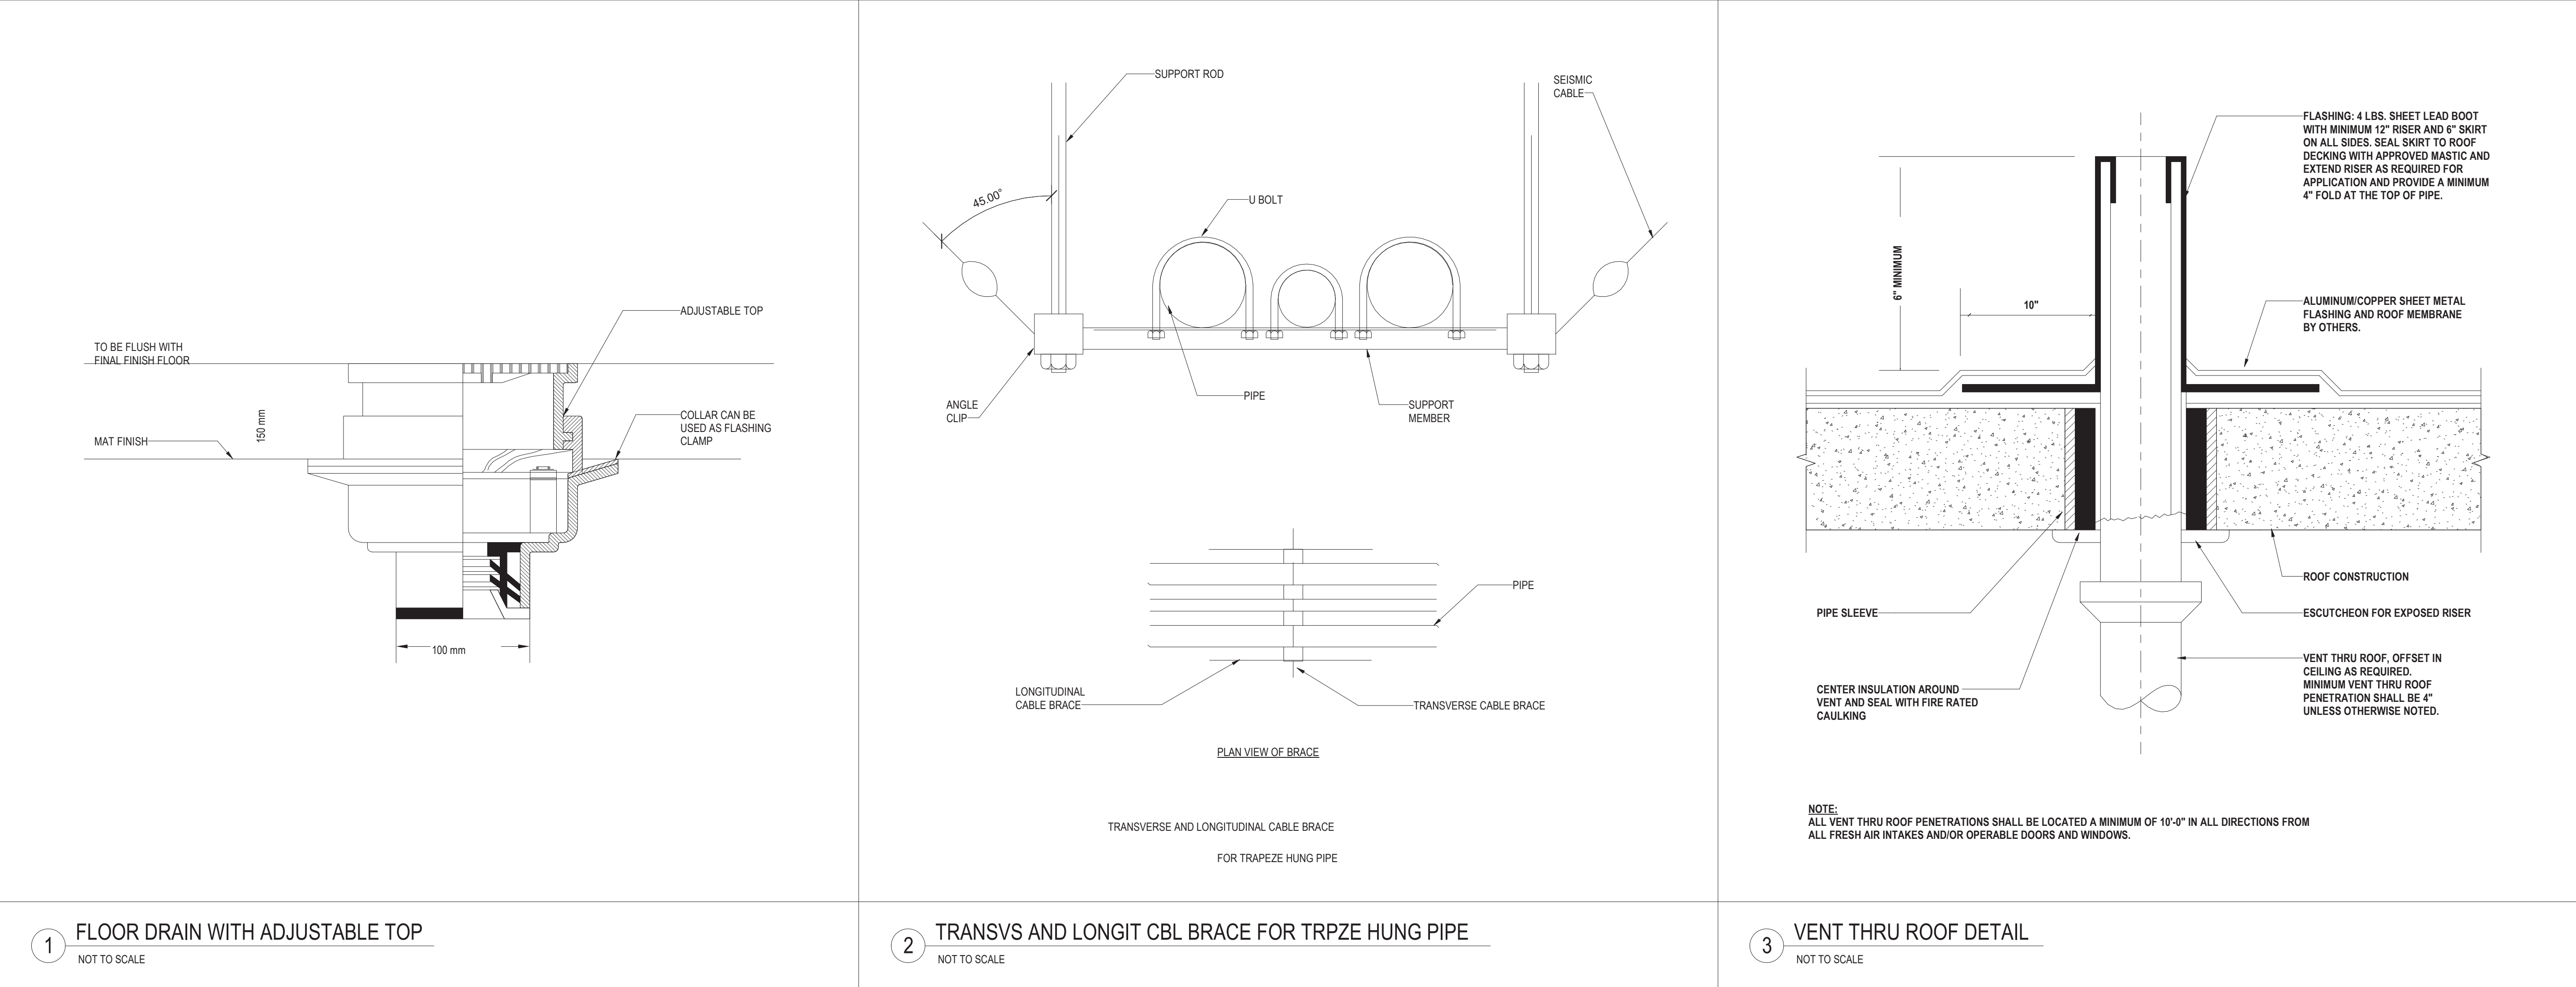 TO BE FLUSH WITH
FINAL FINISH FLOOR
150 mm
MAT FINISH
ADJUSTABLE TOP
COLLAR CAN BE
USED AS FLASHING
CLAMP
100 mm
1
FLOOR DRAIN WITH ADJUSTABLE TOP
NOT TO SCALE
SUPPORT ROD
SEISMIC
CABLE
45.00°
U BOLT
PIPE
ANGLE
CLIP
SUPPORT
MEMBER
PIPE
LONGITUDINAL
CABLE BRACE
TRANSVERSE CABLE BRACE
PLAN VIEW OF BRACE
TRANSVERSE AND LONGITUDINAL CABLE BRACE
FOR TRAPEZE HUNG PIPE
2
TRANSVS AND LONGIT CBL BRACE FOR TRPZE HUNG PIPE
NOT TO SCALE
FLASHING: 4 LBS. SHEET LEAD BOOT
WITH MINIMUM 12" RISER AND 6" SKIRT
ON ALL SIDES. SEAL SKIRT TO ROOF
DECKING WITH APPROVED MASTIC AND
EXTEND RISER AS REQUIRED FOR
APPLICATION AND PROVIDE A MINIMUM
4" FOLD AT THE TOP OF PIPE.
6" MINIMUM
10"
ALUMINUM/COPPER SHEET METAL
FLASHING AND ROOF MEMBRANE
BY OTHERS.
ROOF CONSTRUCTION
PIPE SLEEVE
ESCUTCHEON FOR EXPOSED RISER
CENTER INSULATION AROUND
VENT AND SEAL WITH FIRE RATED
CAULKING
VENT THRU ROOF, OFFSET IN
CEILING AS REQUIRED.
MINIMUM VENT THRU ROOF
PENETRATION SHALL BE 4"
UNLESS OTHERWISE NOTED.
NOTE:
ALL VENT THRU ROOF PENETRATIONS SHALL BE LOCATED A MINIMUM OF 10'-0" IN ALL DIRECTIONS FROM
ALL FRESH AIR INTAKES AND/OR OPERABLE DOORS AND WINDOWS.
3
VENT THRU ROOF DETAIL
NOT TO SCALE